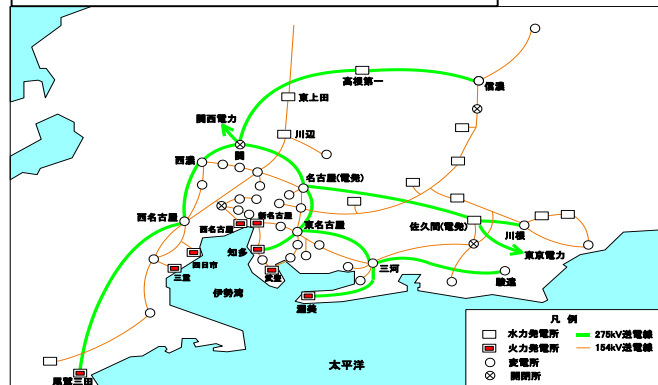 信濃
高根第一
東上田
関西電力
川辺
関
西濃
名古屋(電発)
西名古屋
西名古屋
新名古屋
東名古屋
佐久間(電発)
川根
東京電力
知多
四日市
三重
武豊
三河
駿遠
伊勢湾
渥美
太平洋
尾鷲三田
凡 例
水力発電所
275kV送電線
火力発電所
154kV送電線
変電所
開閉所